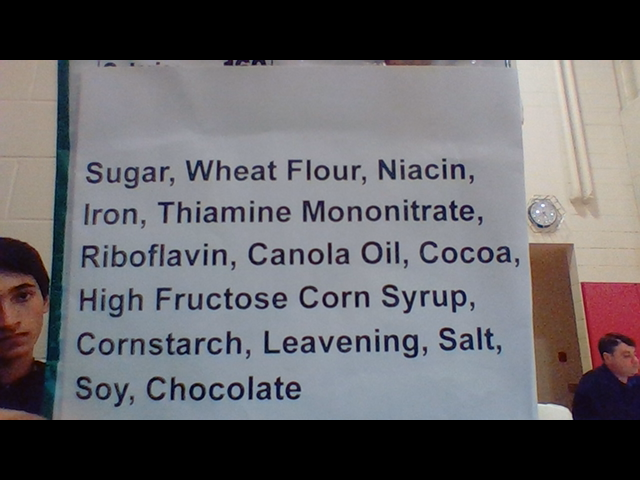 160
Sugar, Wheat Flour, Niacin,
Iron, Thiamine Mononitrate,
Riboflavin, Canola Oil, Cocoa,
High Fructose Corn Syrup,
Cornstarch, Leavening, Salt,
Soy, Chocolate